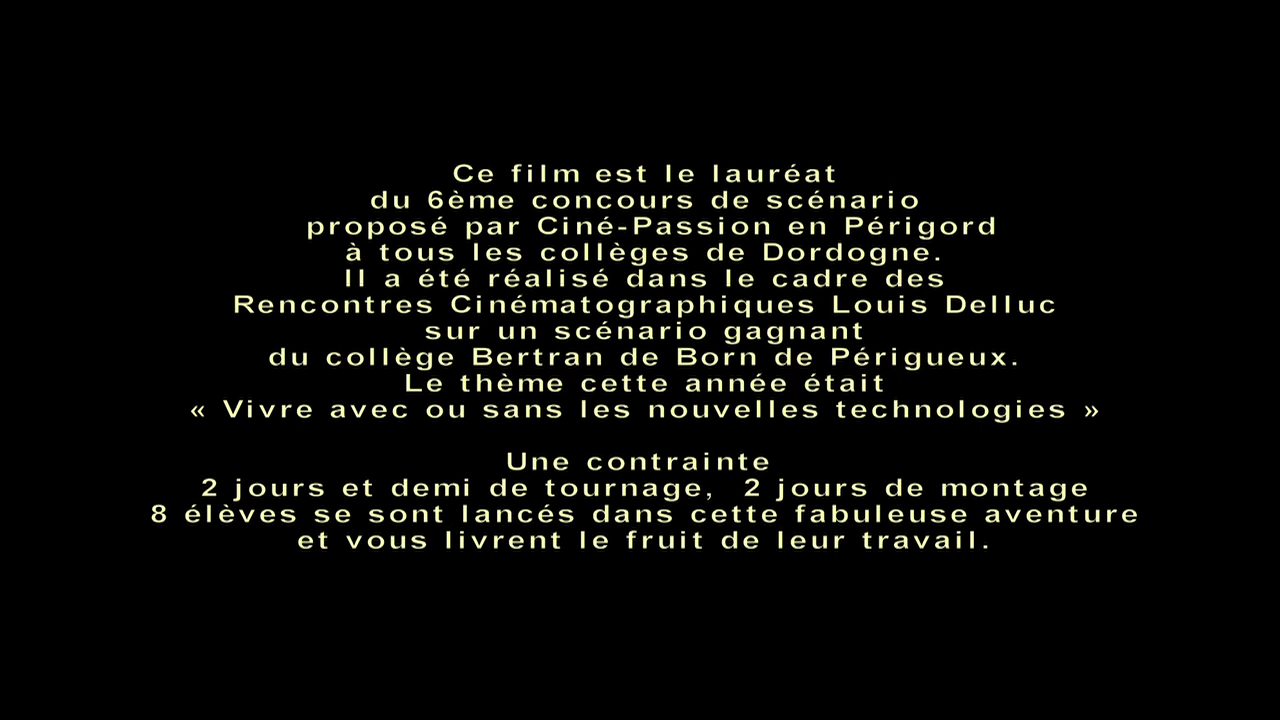 Ce film est le lauréat
du 6ème concours de scénario
proposé par Ciné-Passion en Périgord
à tous les collèges de Dordogne.
Il a été réalisé dans le cadre des
Rencontres Cinématographiques Louis Delluc
sur un scénario gagnant
du collège Bertran de Born de Périgueux.
Le thème cette année était
« Vivre avec ou sans les nouvelles technologies »
Une contrainte
2 jours et demi de tournage, 2 jours de montage
8 élèves se sont lancés dans cette fabuleuse aventure
et vous livrent le fruit de leur travail.